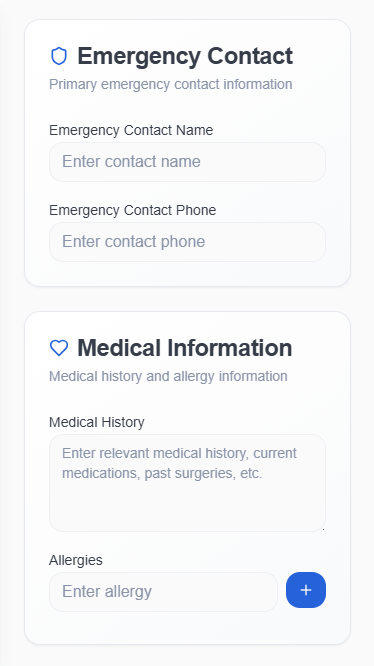 Emergency Contact
Primary emergency contact information
Emergency Contact Name
Enter contact name
Emergency Contact Phone
Enter contact phone
Medical Information
Medical history and allergy information
Medical History
Enter relevant medical history, current
medications, past surgeries, etc.
Allergies
Enter allergy